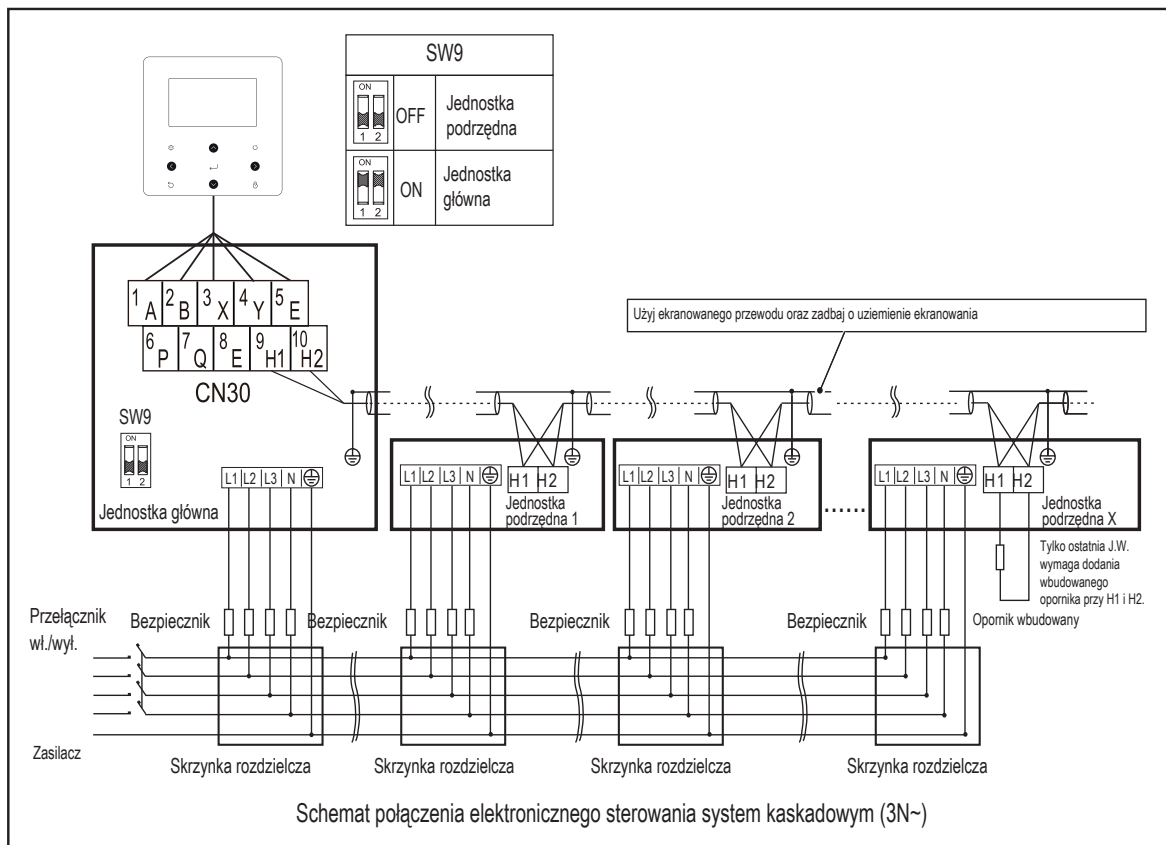 SW9
ON
1 2
OFF
Jednostka
podrzędna
ON
1 2
ON
Jednostka
główna
1 A 2 B 3 X 4 Y 5 E
6 P 7 Q 8 E 9 H1 10 H2
CN30
SW9
ON
1 2
L1 L2 L3 N
Jednostka główna
Użyj ekranowanego przewodu oraz zadbaj o uziemienie ekranowania
L1 L2 L3 N
H1 H2
Jednostka
podrzędna 1
L1 L2 L3 N
H1 H2
Jednostka
podrzędna 2
......
L1 L2 L3 N
H1 H2
Jednostka
podrzędna X
Tylko ostatnia J.W.
wymaga dodania
wbudowanego
opornika przy H1 i H2.
Opornik wbudowany
Przełącznik
wł./wył.
Bezpiecznik
Bezpiecznik
Bezpiecznik
Bezpiecznik
Zasilacz
Skrzynka rozdzielcza
Skrzynka rozdzielcza
Skrzynka rozdzielcza
Skrzynka rozdzielcza
Schemat połączenia elektronicznego sterowania system kaskadowym (3N~)